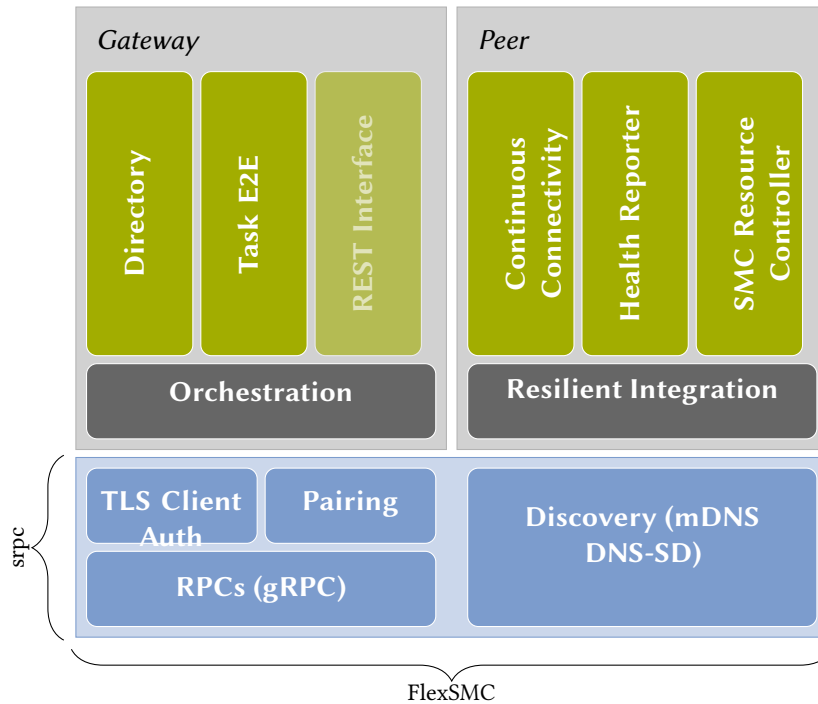 Gateway
Peer
Directory
Task E2E
REST Interface
Continuous
Connectivity
Health Reporter
SMC Resource
Controller
Orchestration
Resilient Integration
srpc
TLS Client
Auth
Pairing
Discovery (mDNS
DNS-SD)
RPCs (gRPC)
FlexSMC